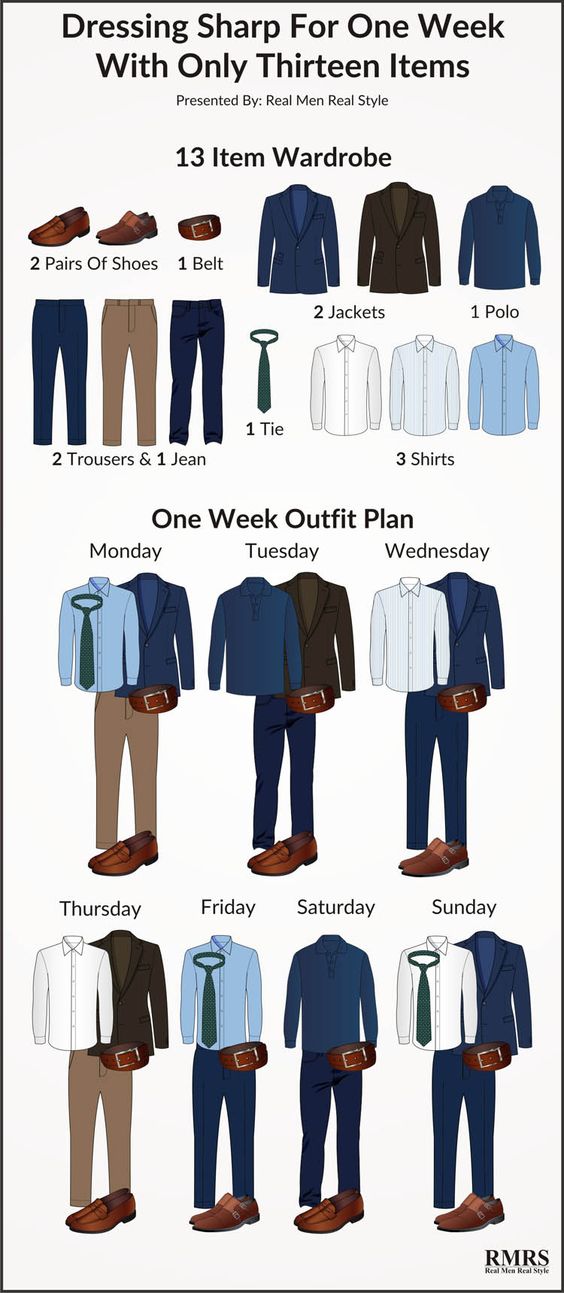 Dressing Sharp For One Week
With Only Thirteen Items
Presented By: Real Men Real Style
13 Item Wardrobe
2 Pairs Of Shoes
1 Belt
2 Jackets
1 Polo
2 Trousers & 1 Jean
1 Tie
3 Shirts
One Week Outfit Plan
Monday
Tuesday
Wednesday
Thursday
Friday
Saturday
Sunday
RMRS
Real Men Real Style